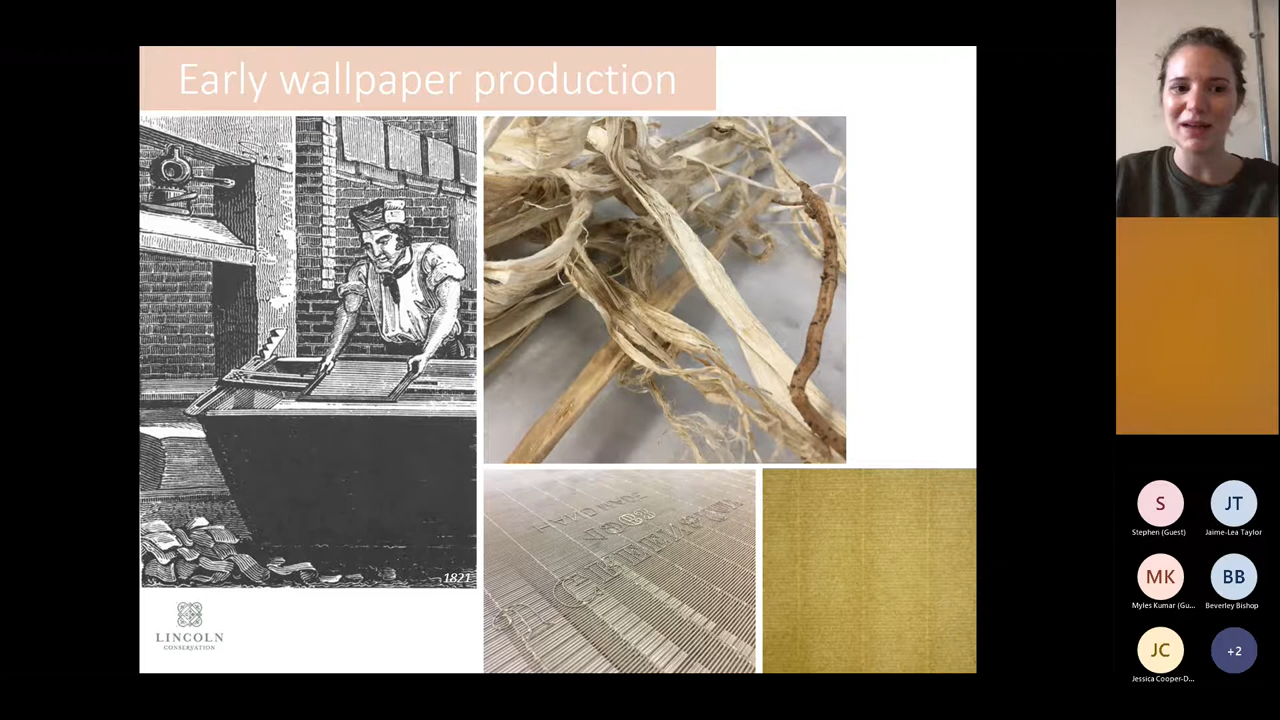 Early wallpaper production
1821
LINCOLN
CONSERVATION
S
JT
Stephen (Guest)
Jaime-Lea Taylor
MK
BB
Myles Kumar (Gu...
Beverley Bishop
JC
+2
Jessica Cooper-D...